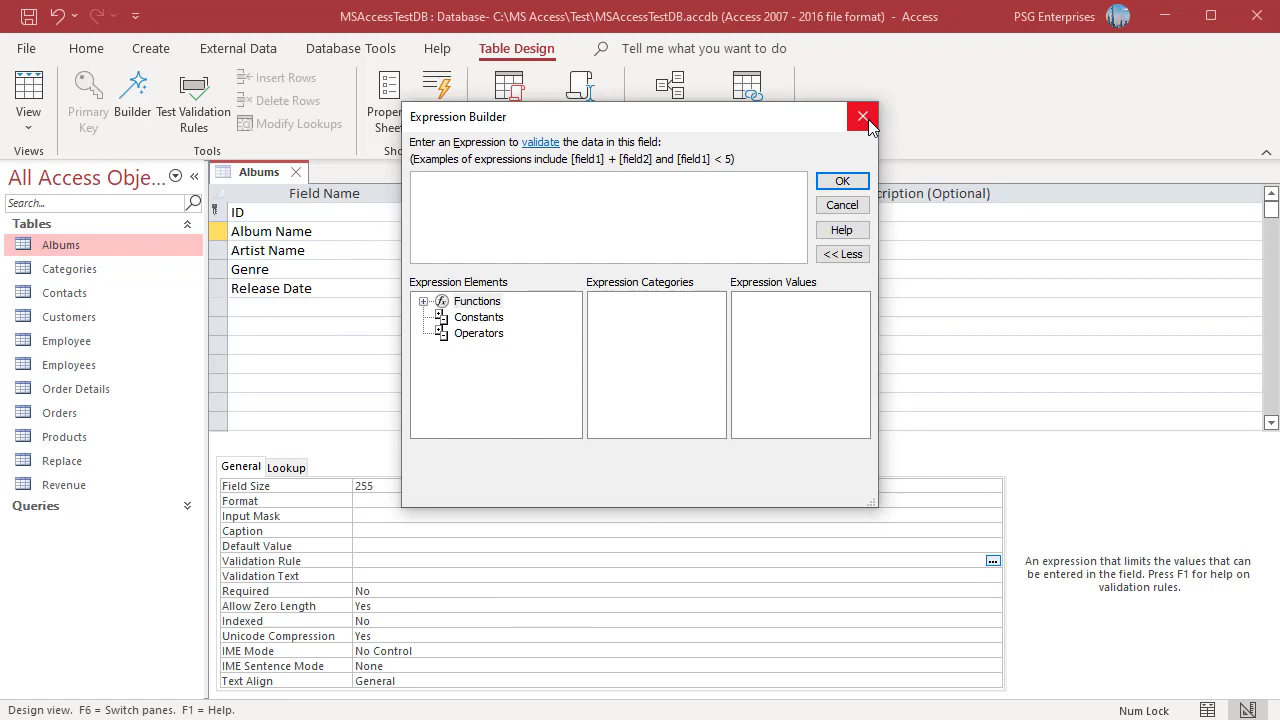 MSAccessTestDB : Database- C:\MS Access\Test\MSAccessTestDB.accdb (Access 2007 - 2016 file format) - Access
PSG Enterprises
File Home Create External Data Database Tools Help Table Design Tell me what you want to do
View
Views
Primary Key
Builder
Test Validation Rules
Insert Rows
Delete Rows
Modify Lookups
Tools
Expression Builder
Enter an Expression to validate the data in this field:
(Examples of expressions include [field1] + [field2] and [field1] < 5)
OK
Cancel
Help
<< Less
Expression Elements Expression Categories Expression Values
Functions
Constants
Operators
All Access Obje...
Search...
Tables
Albums
Categories
Contacts
Customers
Employee
Employees
Order Details
Orders
Products
Replace
Revenue
Queries
Albums
Field Name
ID
Album Name
Artist Name
Genre
Release Date
(Optional)
General Lookup
Field Size 255
Format
Input Mask
Caption
Default Value
Validation Rule ...
Validation Text
Required No
Allow Zero Length Yes
Indexed No
Unicode Compression Yes
IME Mode No Control
IME Sentence Mode None
Text Align General
An expression that limits the values that can
be entered in the field. Press F1 for help on
validation rules.
Design view. F6 = Switch panes. F1 = Help.
Num Lock